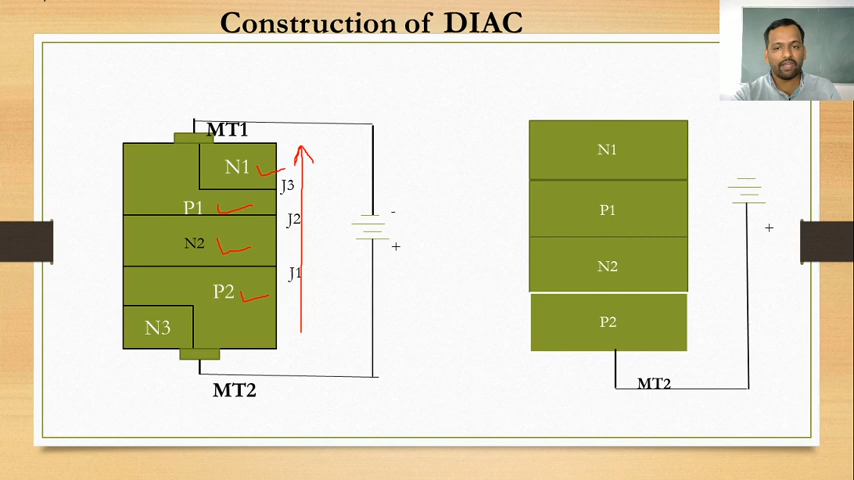 Construction of DIAC
MT1
N1
J3
P1
J2
N2
J1
P2
N3
MT2
-
+
N1
P1
N2
P2
MT2
+